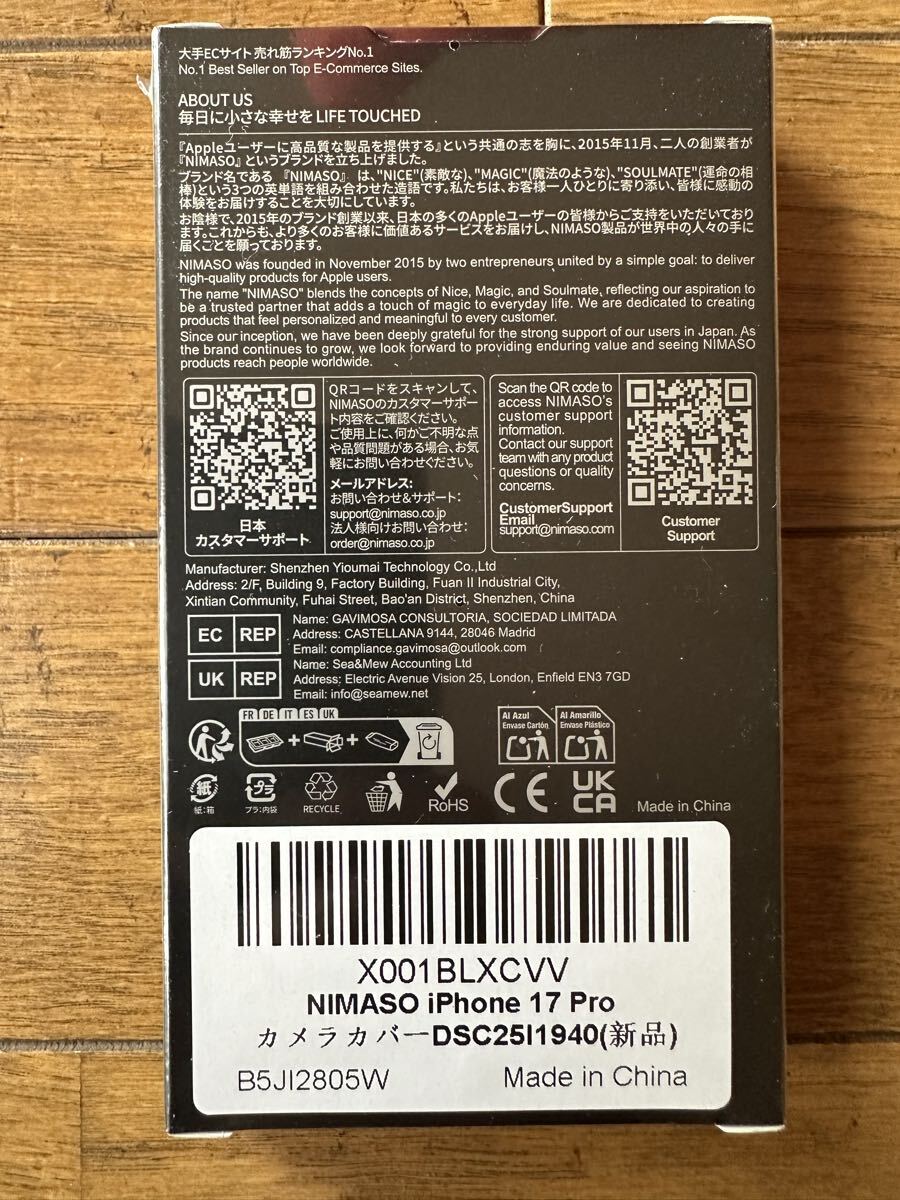 大手ECサイト 売れ筋ランキングNo.1
No.1 Best Seller on Top E-Commerce Sites.
ABOUT US
毎日に小さな幸せを LIFE TOUCHED
『Appleユーザーに高品質な製品を提供する』という共通の志を胸に、2015年11月、二人の創業者が
『NIMASO』というブランドを立ち上げました。
ブランド名である 『NIMASO』 は、"NICE"(素敵な)、"MAGIC"(魔法のような)、"SOULMATE"(運命の相
棒)という3つの英単語を組み合わせた造語です。私たちは、お客様一人ひとりに寄り添い、皆様に感動の
体験をお届けすることを大切にしています。
お陰様で、2015年のブランド創業以来、日本の多くのAppleユーザーの皆様からご支持をいただいており
ます。これからも、より多くのお客様に価値あるサービスをお届けし、NIMASO製品が世界中の人々の手に
届くことを願っております。
NIMASO was founded in November 2015 by two entrepreneurs united by a simple goal: to deliver
high-quality products for Apple users.
The name "NIMASO" blends the concepts of Nice, Magic, and Soulmate, reflecting our aspiration to
be a trusted partner that adds a touch of magic to everyday life. We are dedicated to creating
products that feel personalized and meaningful to every customer.
Since our inception, we have been deeply grateful for the strong support of our users in Japan. As
the brand continues to grow, we look forward to providing enduring value and seeing NIMASO
products reach people worldwide.
日本
カスタマーサポート
QRコードをスキャンして、
NIMASOのカスタマーサポー
ト内容をご確認ください。
ご使用上に、何かご不明な点
や品質問題がある場合、お気
軽にお問い合わせください。
メールアドレス:
お問い合わせ&サポート:
support@nimaso.co.jp
法人様向けお問い合わせ:
order@nimaso.co.jp
Scan the QR code to
access NIMASO's
customer support
information.
Contact our support
team with any product
questions or quality
concerns.
CustomerSupport
Email
support@nimaso.com
Customer
Support
Manufacturer: Shenzhen Yioumai Technology Co.,Ltd
Address: 2/F, Building 9, Factory Building, Fuan II Industrial City,
Xintian Community, Fuhai Street, Bao'an District, Shenzhen, China
EC REP
Name: GAVIMOSA CONSULTORIA, SOCIEDAD LIMITADA
Address: CASTELLANA 9144, 28046 Madrid
Email: compliance.gavimosa@outlook.com
UK REP
Name: Sea&Mew Accounting Ltd
Address: Electric Avenue Vision 25, London, Enfield EN3 7GD
Email: info@seamew.net
FR DE IT ES UK
+ +
Al Azul
Envase Cartón
Al Amarillo
Envase Plástico
紙
紙:箱
プラ
プラ:内袋
RECYCLE
RoHS
CE
UK
CA
Made in China
X001BLXCVV
NIMASO iPhone 17 Pro
カメラカバーDSC25I1940(新品)
B5JI2805W Made in China